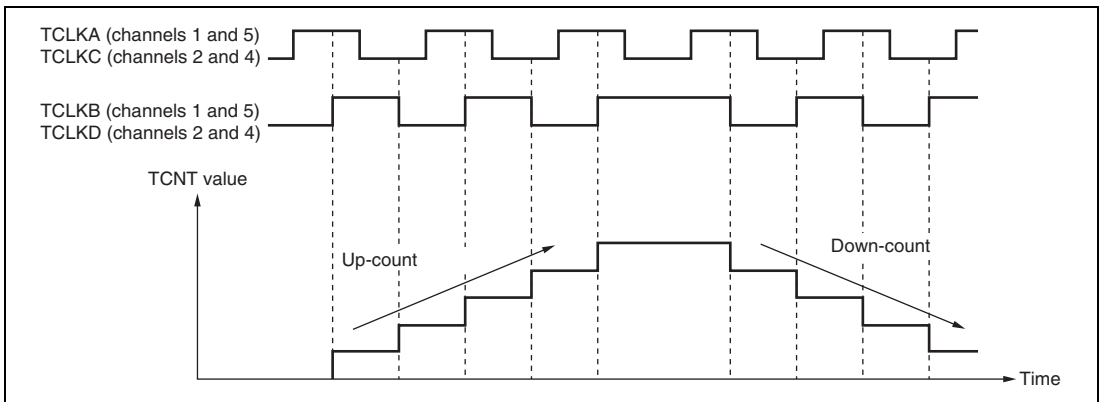 TCLKA (channels 1 and 5)
TCLKC (channels 2 and 4)
TCLKB (channels 1 and 5)
TCLKD (channels 2 and 4)
TCNT value
Up-count
Down-count
Time